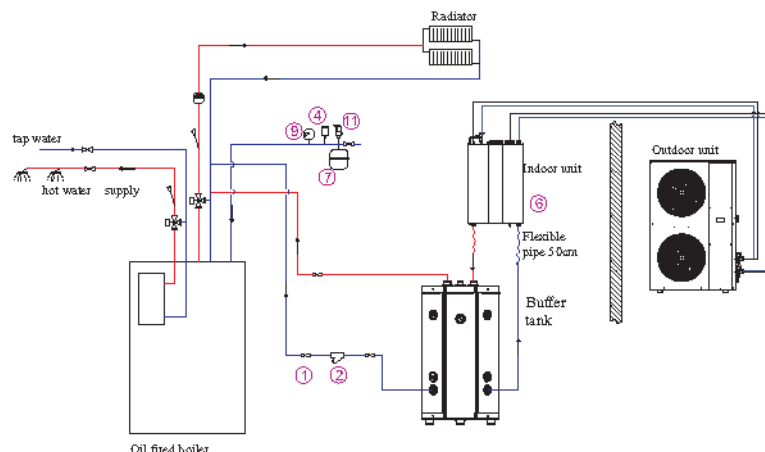 Radiator
④
⑪
⑨
tap water
Outdoor unit
Indoor unit
⑦
hot water supply
⑥
Flexible
pipe 50cm
Buffer
tank
① ②
Oil fired boiler